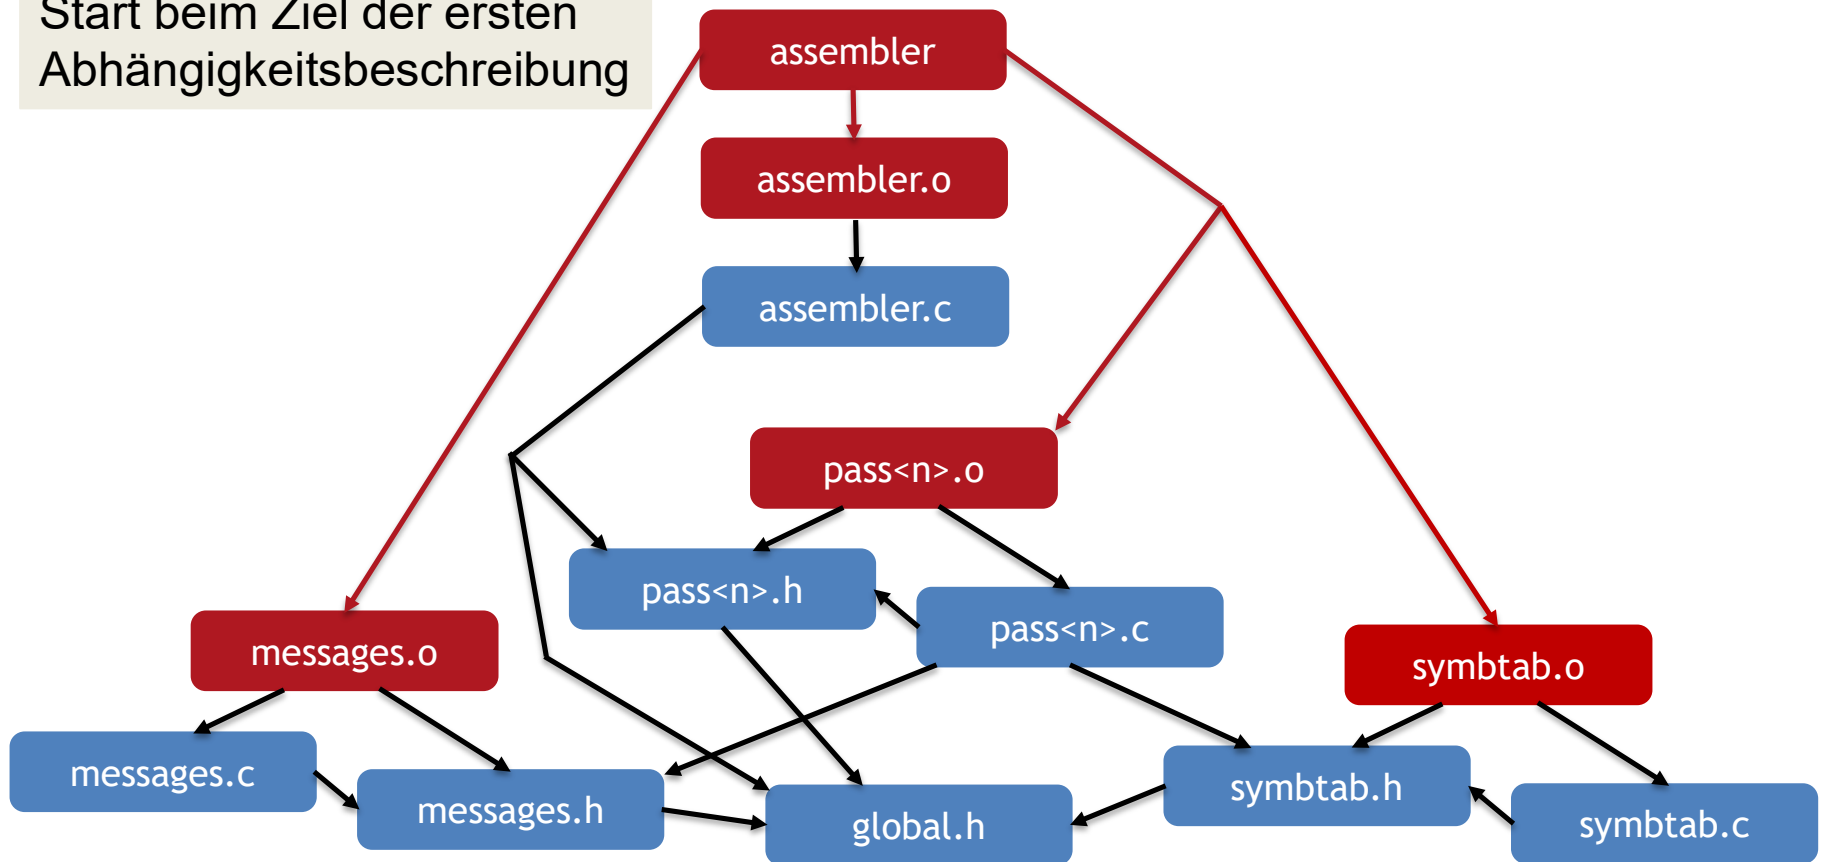 Start beim Ziel der ersten
Abhängigkeitsbeschreibung
assembler
assembler.o
assembler.c
pass<n>.o
pass<n>.h
pass<n>.c
messages.o
symbtab.o
messages.c
messages.h
global.h
symbtab.h
symbtab.c